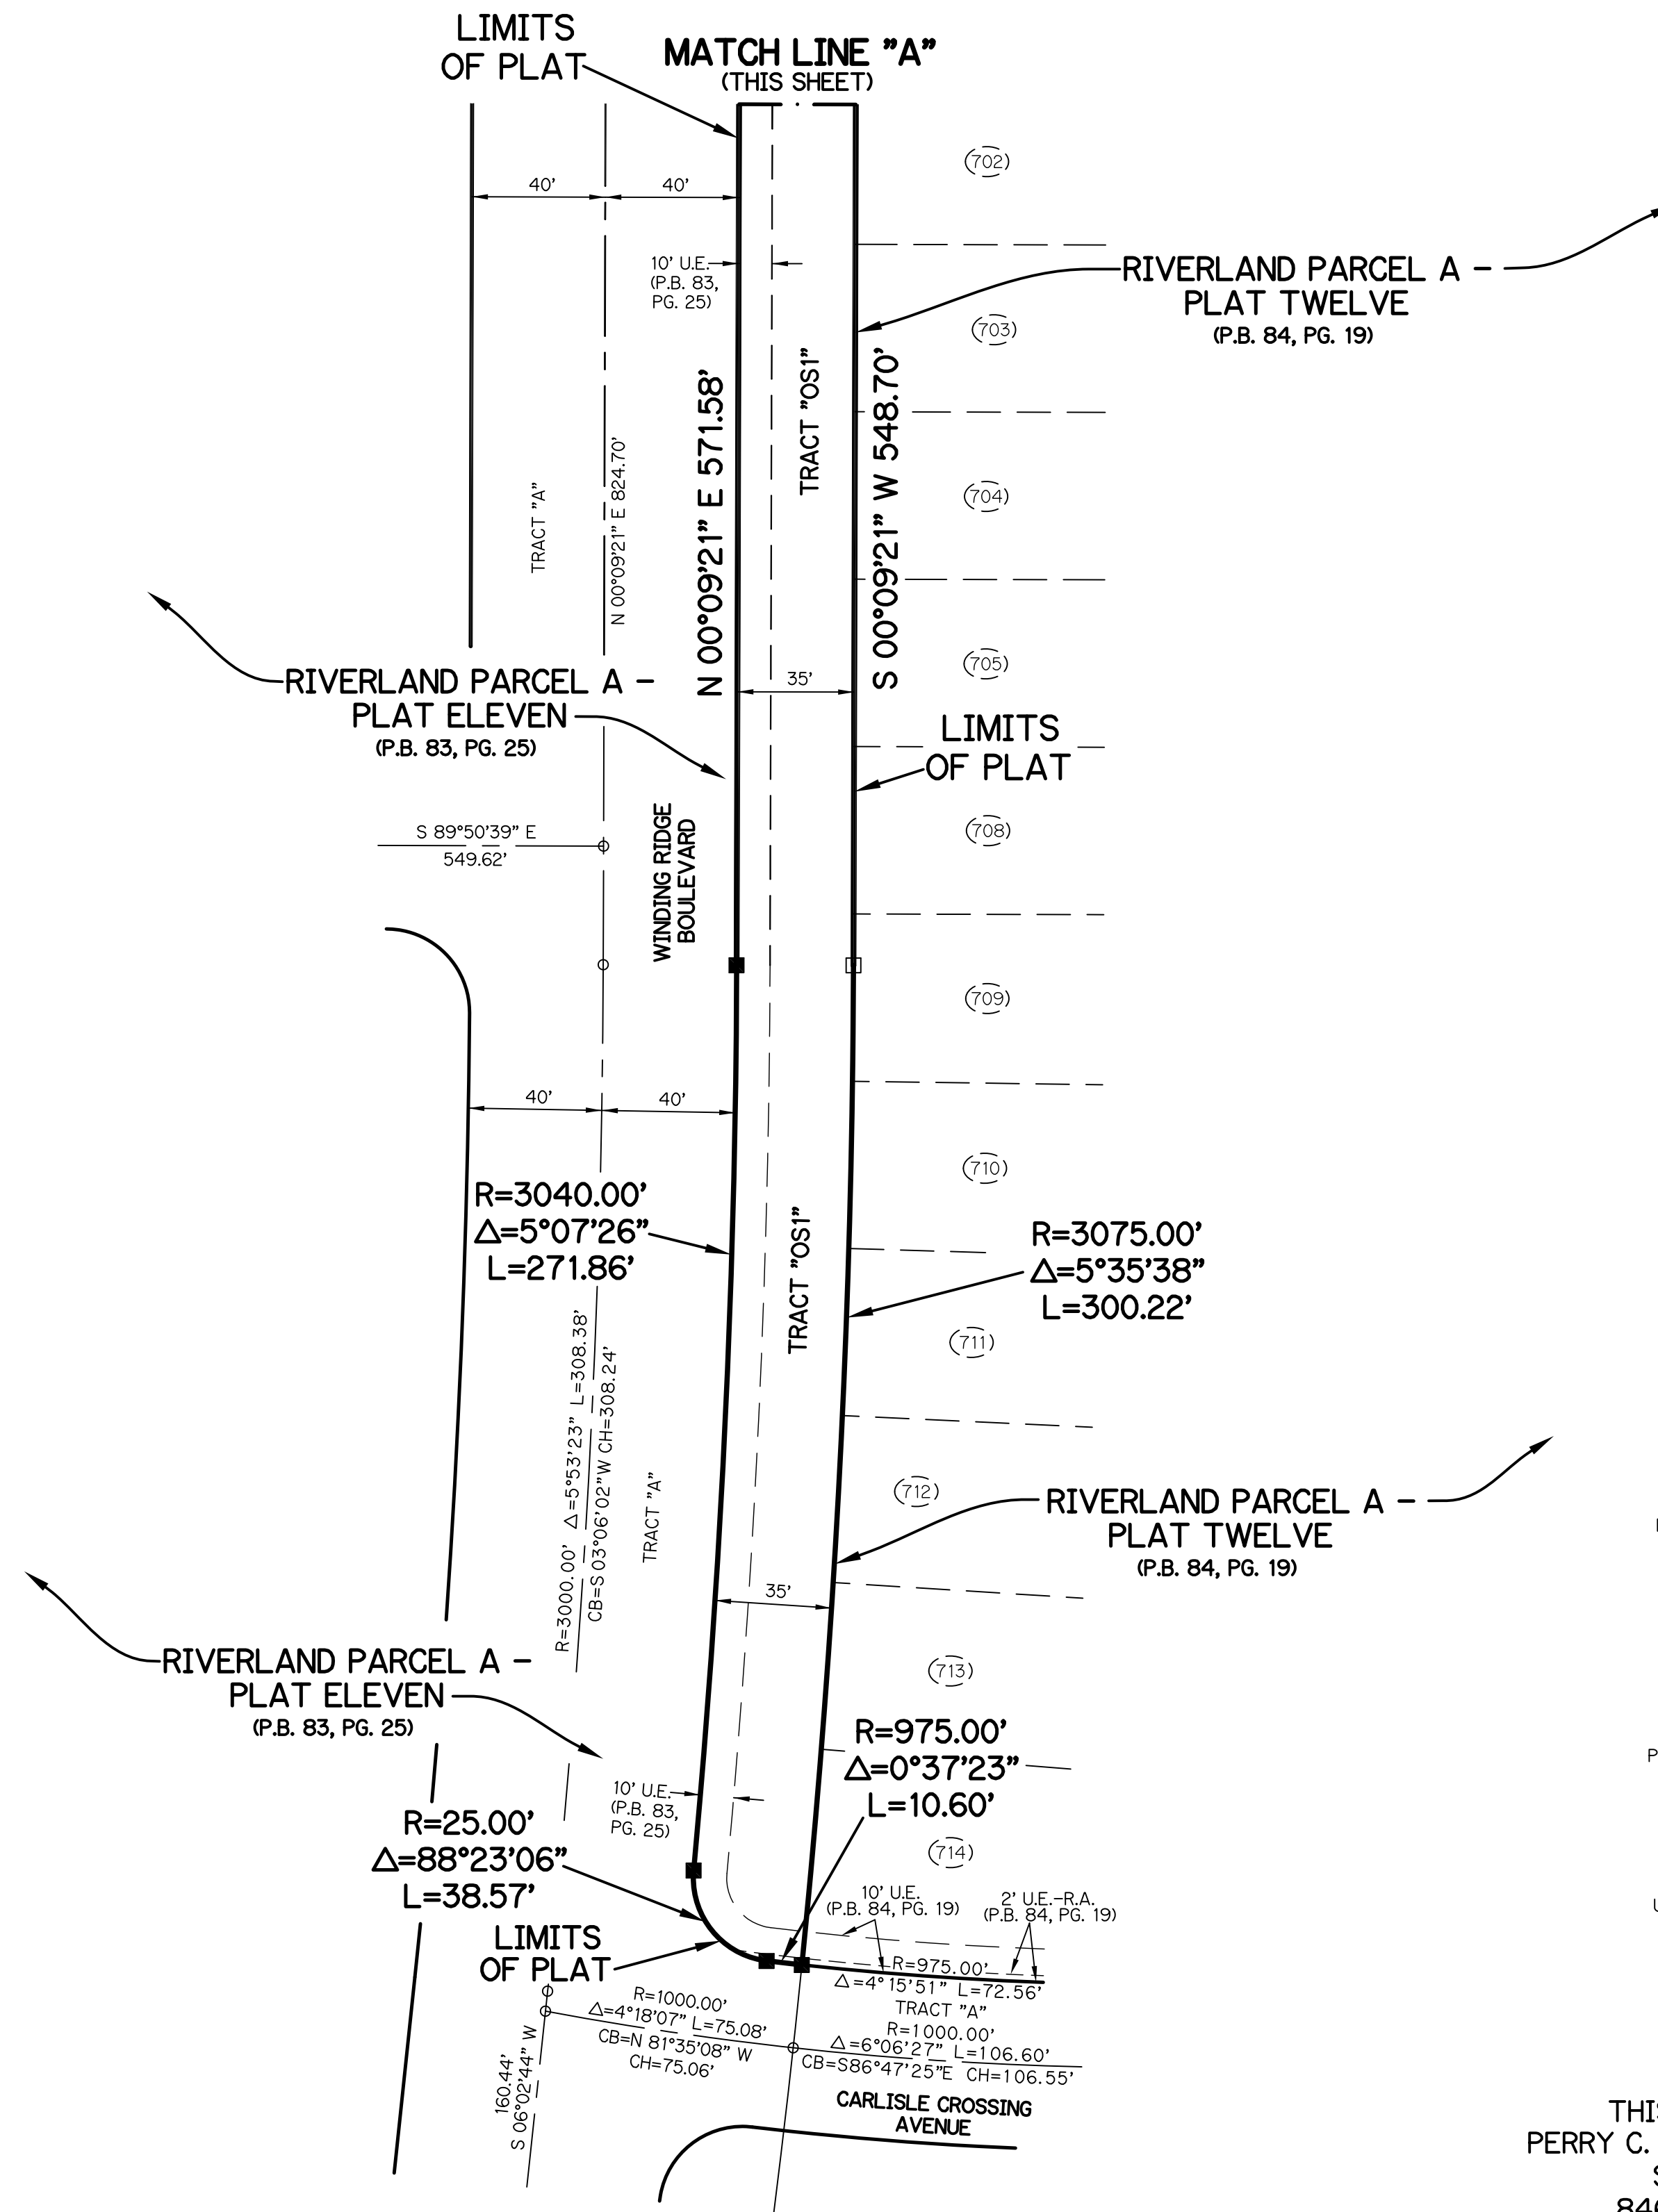 LIMITS
OF PLAT
MATCH LINE "A"
(THIS SHEET)
702
40'
40'
10' U.E.
(P.B. 83,
PG. 25)
RIVERLAND PARCEL A -
PLAT TWELVE
(P.B. 84, PG. 19)
703
TRACT "OS1"
N 00°09'21" E 571.58'
S 00°09'21" W 548.70'
TRACT "A"
N 00°09'21" E 824.70'
704
705
35'
RIVERLAND PARCEL A -
PLAT ELEVEN
(P.B. 83, PG. 25)
LIMITS
OF PLAT
708
S 89°50'39" E
549.62'
WINDING RIDGE
BOULEVARD
709
40'
40'
710
R=3040.00'
Δ=5°07'26"
L=271.86'
TRACT "OS1"
R=3075.00'
Δ=5°35'38"
L=300.22'
711
R=3000.00' Δ=5°53'23" L=308.38'
CB=S 03°06'02"W CH=308.24'
TRACT "A"
712
RIVERLAND PARCEL A -
PLAT TWELVE
(P.B. 84, PG. 19)
35'
RIVERLAND PARCEL A -
PLAT ELEVEN
(P.B. 83, PG. 25)
713
R=975.00'
Δ=0°37'23"
L=10.60'
10' U.E.
(P.B. 83,
PG. 25)
R=25.00'
Δ=88°23'06"
L=38.57'
714
10' U.E.
(P.B. 84, PG. 19)
2' U.E.-R.A.
(P.B. 84, PG. 19)
LIMITS
OF PLAT
R=975.00'
Δ=4°15'51" L=72.56'
TRACT "A"
R=1000.00'
Δ=4°18'07" L=75.08'
CB=N 81°35'08" W
CH=75.06'
R=1000.00'
Δ=6°06'27" L=106.60'
CB=S86°47'25"E CH=106.55'
160.44'
S 06°02'44" W
CARLISLE CROSSING
AVENUE
THIS
PERRY C.